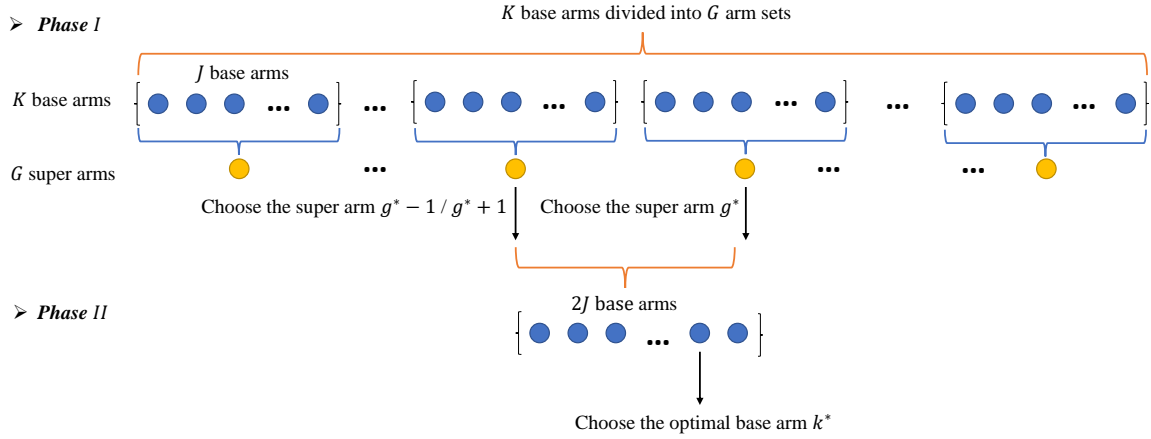 K base arms divided into G arm sets
➢ Phase I
J base arms
K base arms
...
...
...
...
...
...
G super arms
...
...
...
Choose the super arm g* − 1 / g* + 1
Choose the super arm g*
2J base arms
➢ Phase II
...
Choose the optimal base arm k*